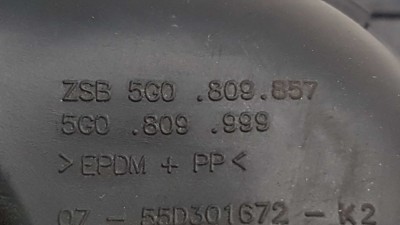 ZSB 5G0 .809.857
5G0 .809 .999
>EPDM + PP<
07 - 55D301672 - K2